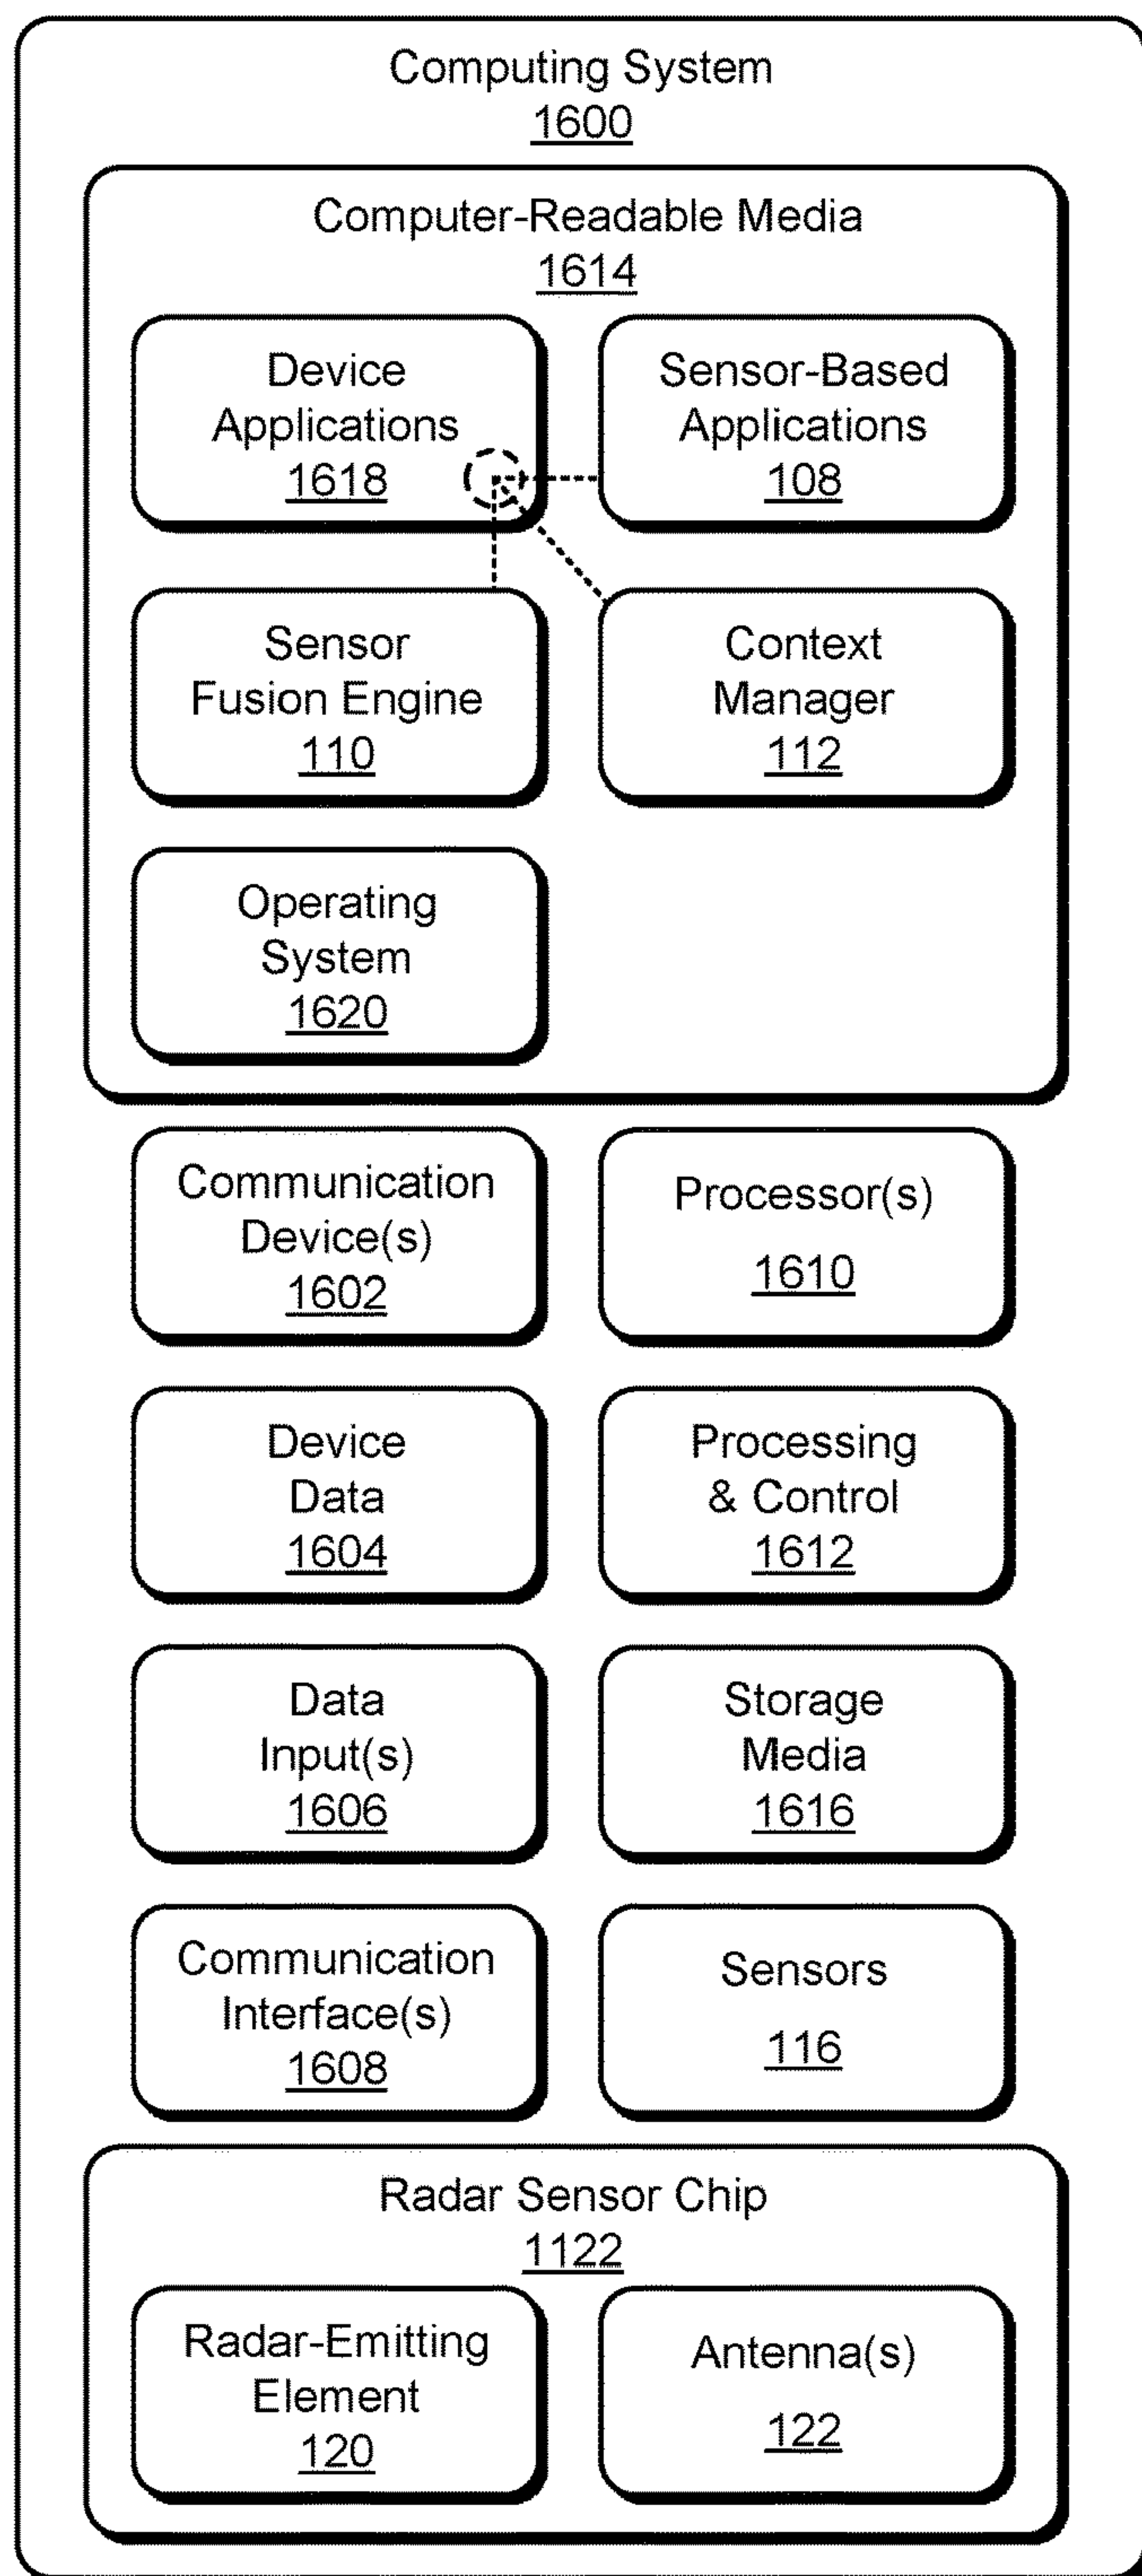 Computing System
1600
Computer-Readable Media
1614
Device
Applications
1618
Sensor-Based
Applications
108
Sensor
Fusion Engine
110
Context
Manager
112
Operating
System
1620
Communication
Device(s)
1602
Processor(s)
1610
Device
Data
1604
Processing
& Control
1612
Data
Input(s)
1606
Storage
Media
1616
Communication
Interface(s)
1608
Sensors
116
Radar Sensor Chip
1122
Radar-Emitting
Element
120
Antenna(s)
122